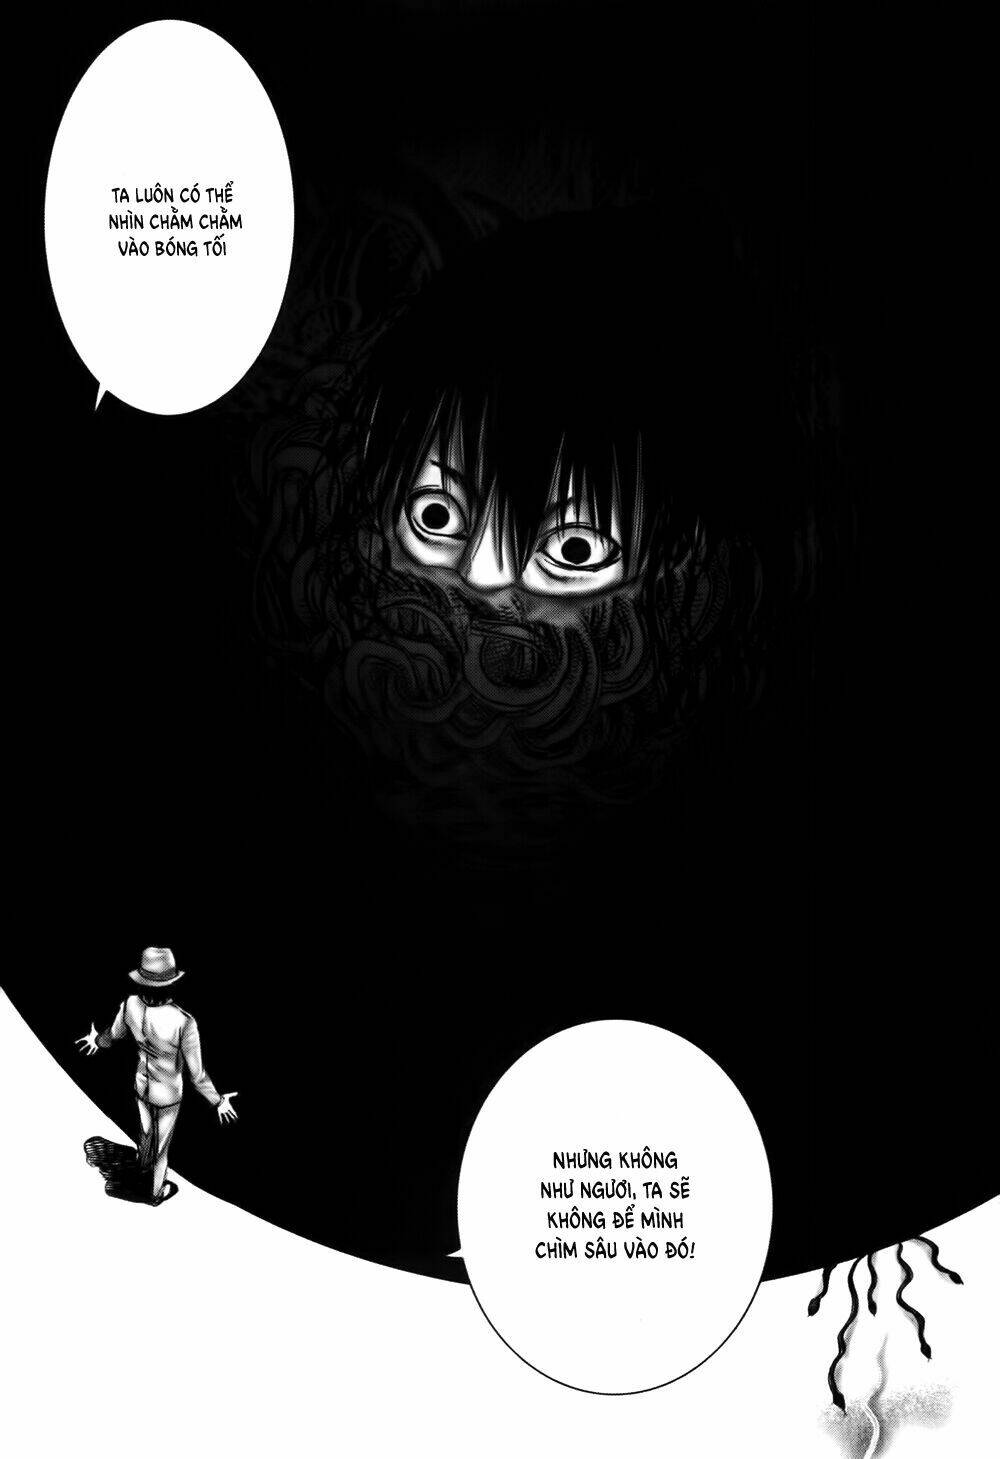 TA LUÔN CÓ THỂ
NHÌN CHẰM CHẰM
VÀO BÓNG TỐI
NHƯNG KHÔNG
NHƯ NGƯƠI, TA SẼ
KHÔNG ĐỂ MÌNH
CHÌM SÂU VÀO ĐÓ!